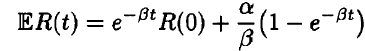 𝔼R(t) = e^{-βt}R(0) + \frac{α}{β}(1 − e^{-βt})